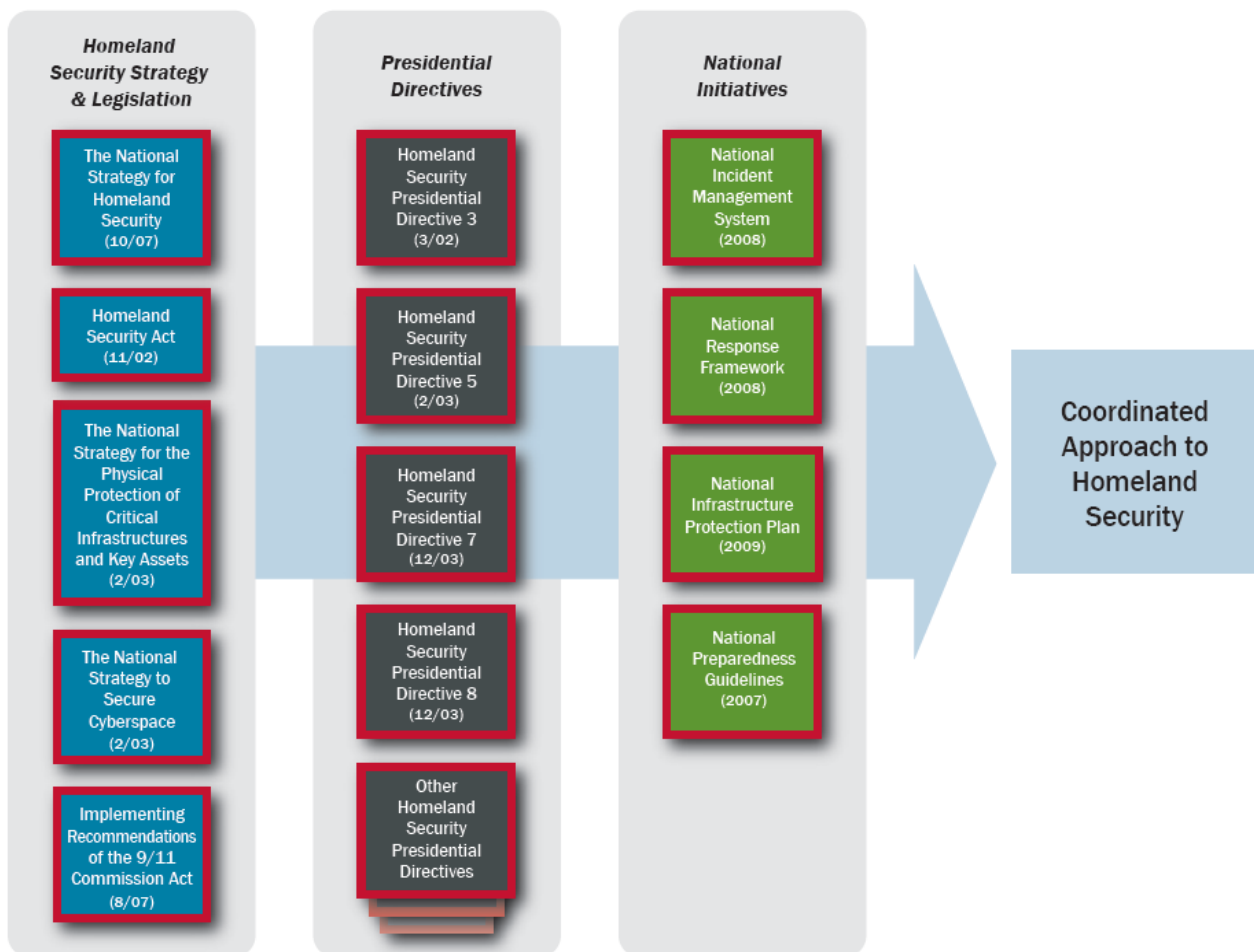 Homeland
Security Strategy
& Legislation
The National
Strategy for
Homeland
Security
(10/07)
Homeland
Security Act
(11/02)
The National
Strategy for the
Physical
Protection of
Critical
Infrastructures
and Key Assets
(2/03)
The National
Strategy to
Secure
Cyberspace
(2/03)
Implementing
Recommendations
of the 9/11
Commission Act
(8/07)
Presidential
Directives
Homeland
Security
Presidential
Directive 3
(3/02)
Homeland
Security
Presidential
Directive 5
(2/03)
Homeland
Security
Presidential
Directive 7
(12/03)
Homeland
Security
Presidential
Directive 8
(12/03)
Other
Homeland
Security
Presidential
Directives
National
Initiatives
National
Incident
Management
System
(2008)
National
Response
Framework
(2008)
National
Infrastructure
Protection Plan
(2009)
National
Preparedness
Guidelines
(2007)
Coordinated
Approach to
Homeland
Security